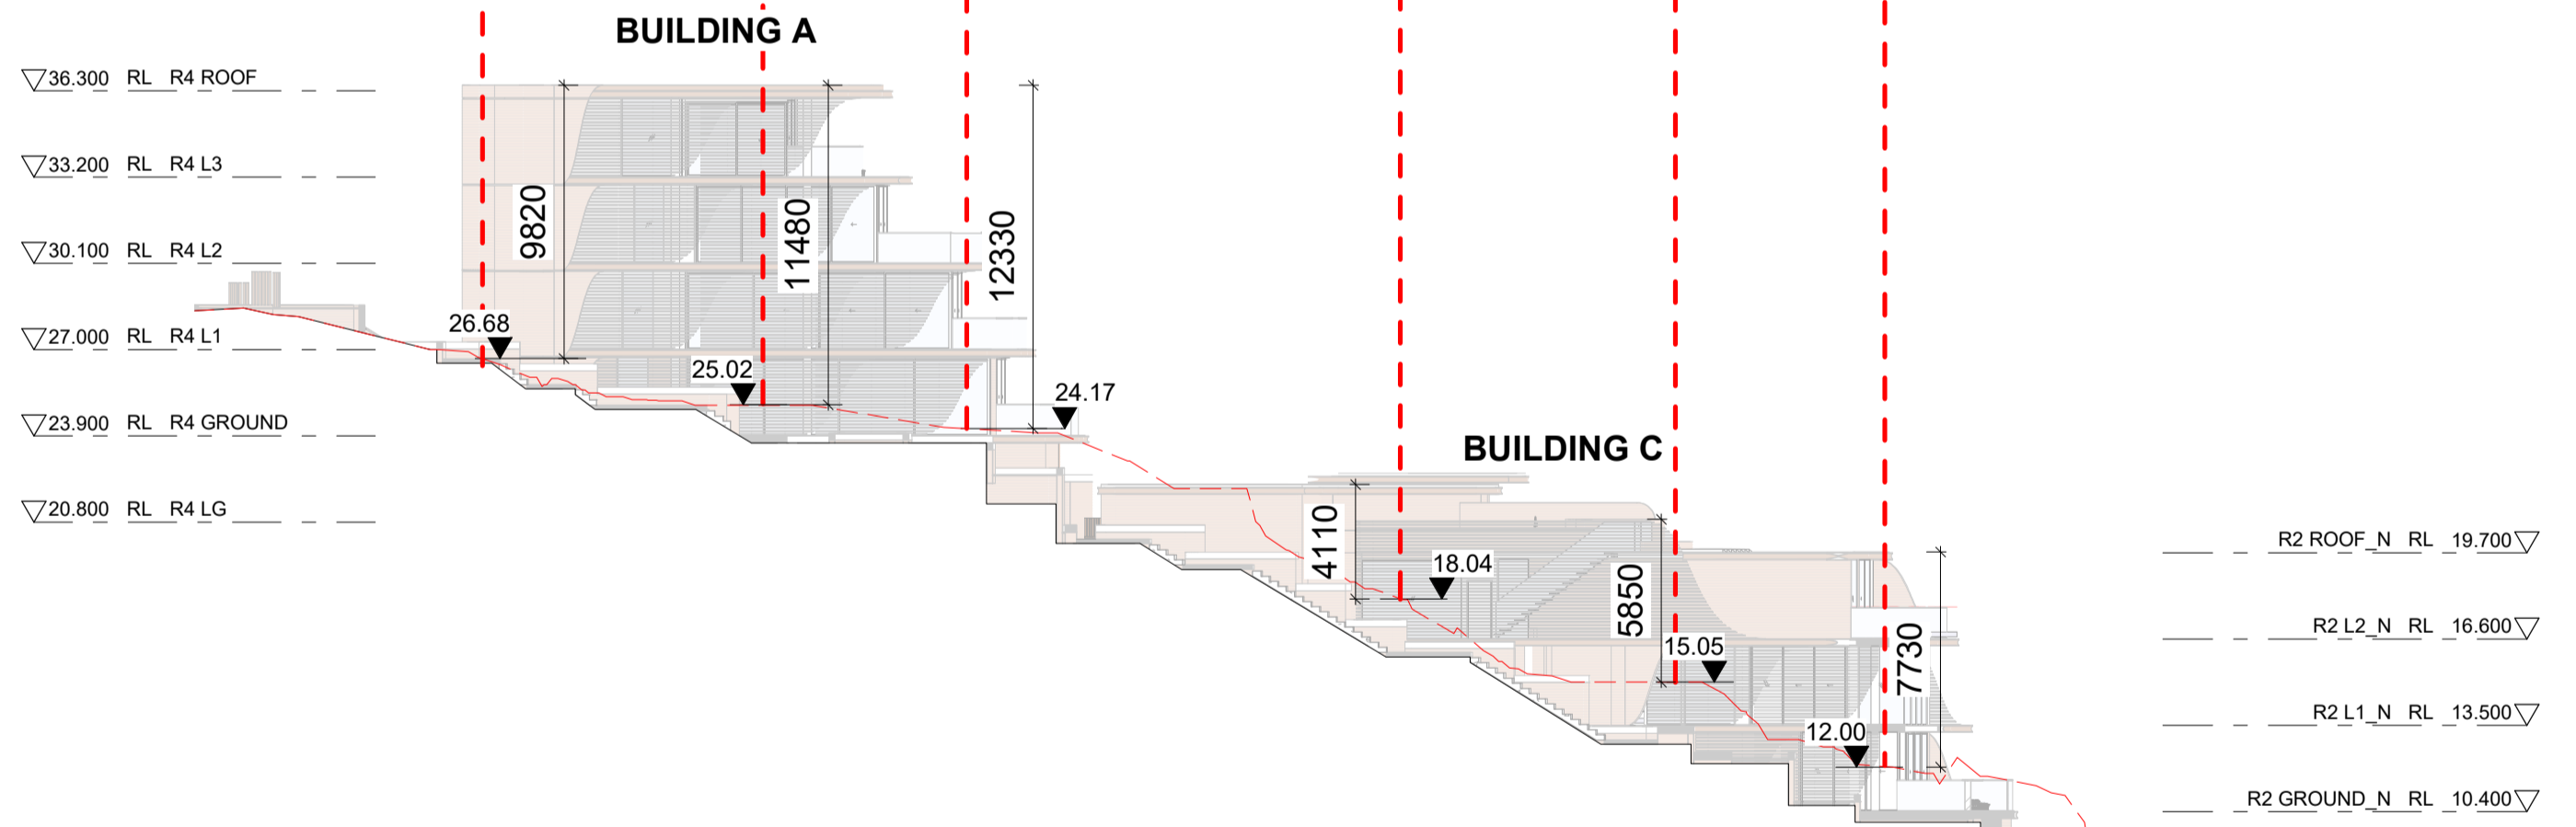 BUILDING A
36.300 RL R4 ROOF
33.200 RL R4 L3
30.100 RL R4 L2
27.000 RL R4 L1
23.900 RL R4 GROUND
20.800 RL R4 LG
9820
11480
12330
26.68
25.02
24.17
BUILDING C
4110
18.04
5850
15.05
7730
12.00
R2 ROOF_N RL 19.700
R2 L2_N RL 16.600
R2 L1_N RL 13.500
R2 GROUND_N RL 10.400